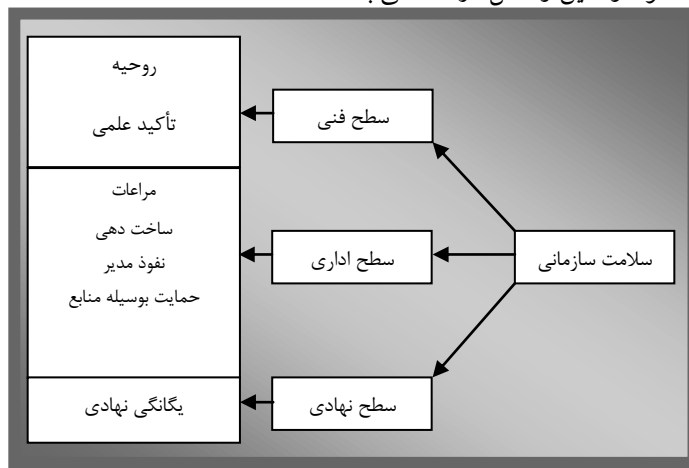 سلامت سازمانی
سطح فنی
روحیه
تأکید علمی
سطح اداری
مراعات
ساخت دهی
نفوذ مدیر
حمایت بوسیله منابع
سطح نهادی
یگانگی نهادی